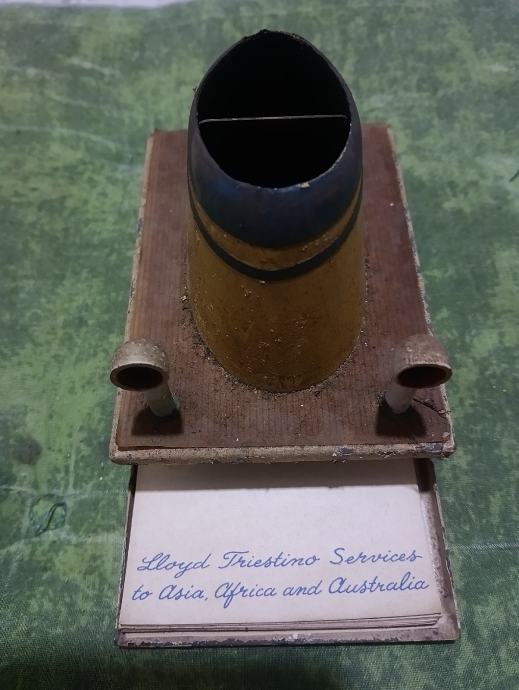 Lloyd Triestino Services
to Asia, Africa and Australia